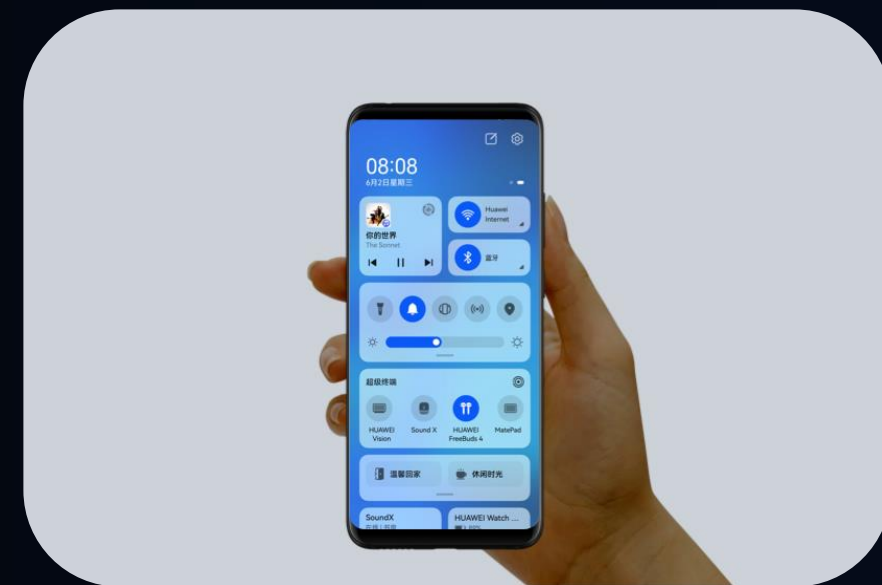 08:08
6月2日星期三
Huawei
Internet
你的世界
The Sonnet
蓝牙
超级终端
HUAWEI
Vision
Sound X
HUAWEI
FreeBuds 4
MatePad
温馨回家
休闲时光
SoundX
HUAWEI Watch ...